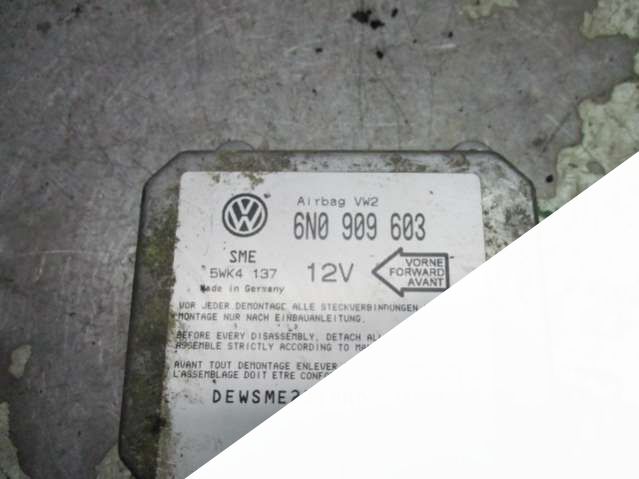 Airbag VW2
6N0 909 603
SME
5WK4 137
12V
VORNE
FORWARD
AVANT
Made in Germany
VOR JEDER DEMONTAGE ALLE STECKVERBINDUNGEN
MONTAGE NUR NACH EINBAUANLEITUNG.
BEFORE EVERY DISASSEMBLY, DETACH
ASSEMBLE STRICTLY ACCORDING TO
AVANT TOUT DEMONTAGE ENLEVER
L'ASSEMBLAGE DOIT ETRE